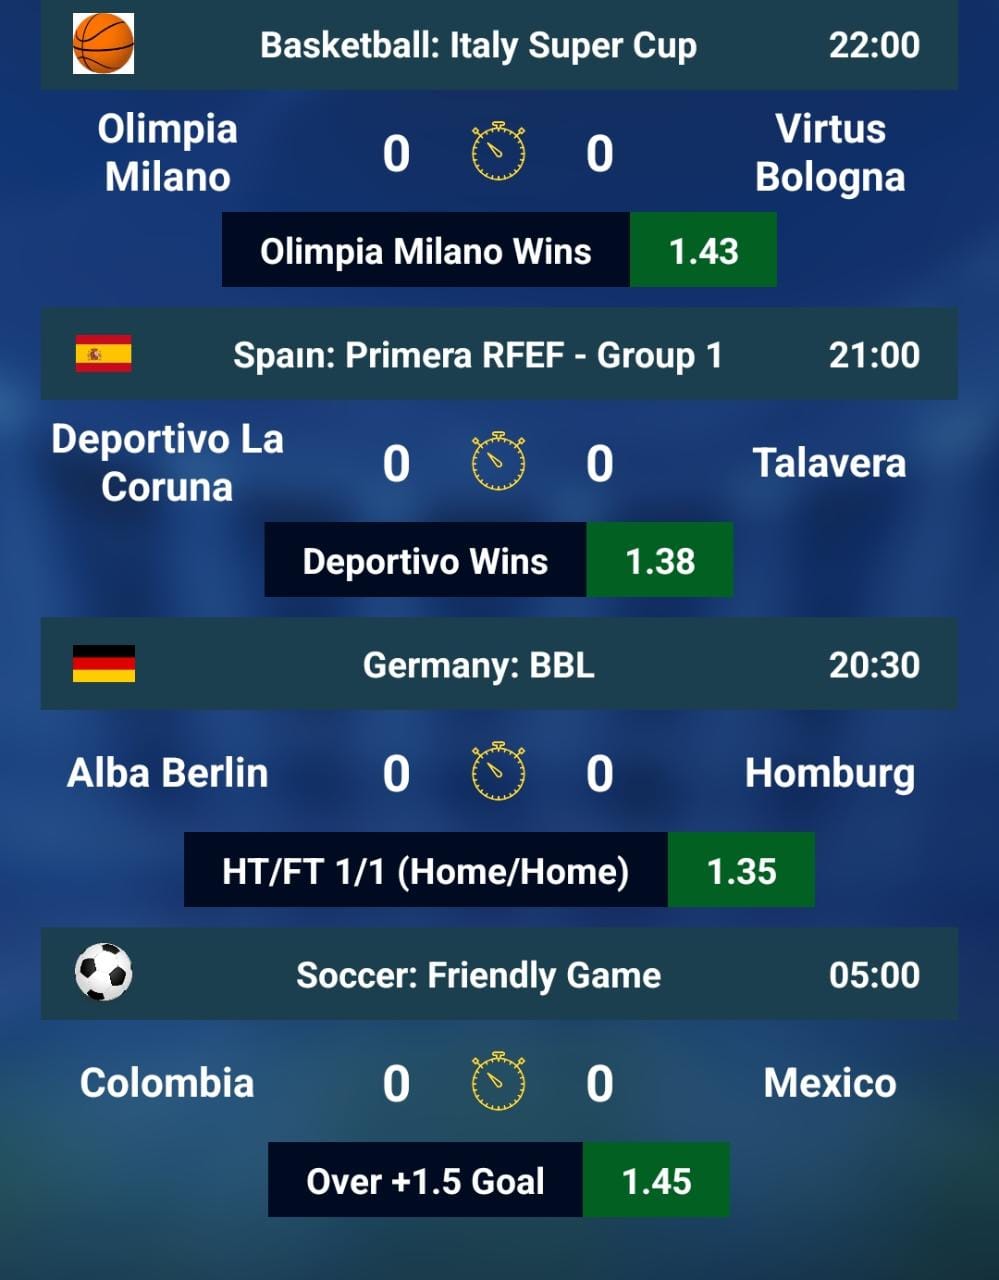 Basketball: Italy Super Cup 22:00
Olimpia Milano 0 0 Virtus Bologna
Olimpia Milano Wins 1.43
Spaın: Primera RFEF - Group 1 21:00
Deportivo La Coruna 0 0 Talavera
Deportivo Wins 1.38
Germany: BBL 20:30
Alba Berlin 0 0 Homburg
HT/FT 1/1 (Home/Home) 1.35
Soccer: Friendly Game 05:00
Colombia 0 0 Mexico
Over +1.5 Goal 1.45